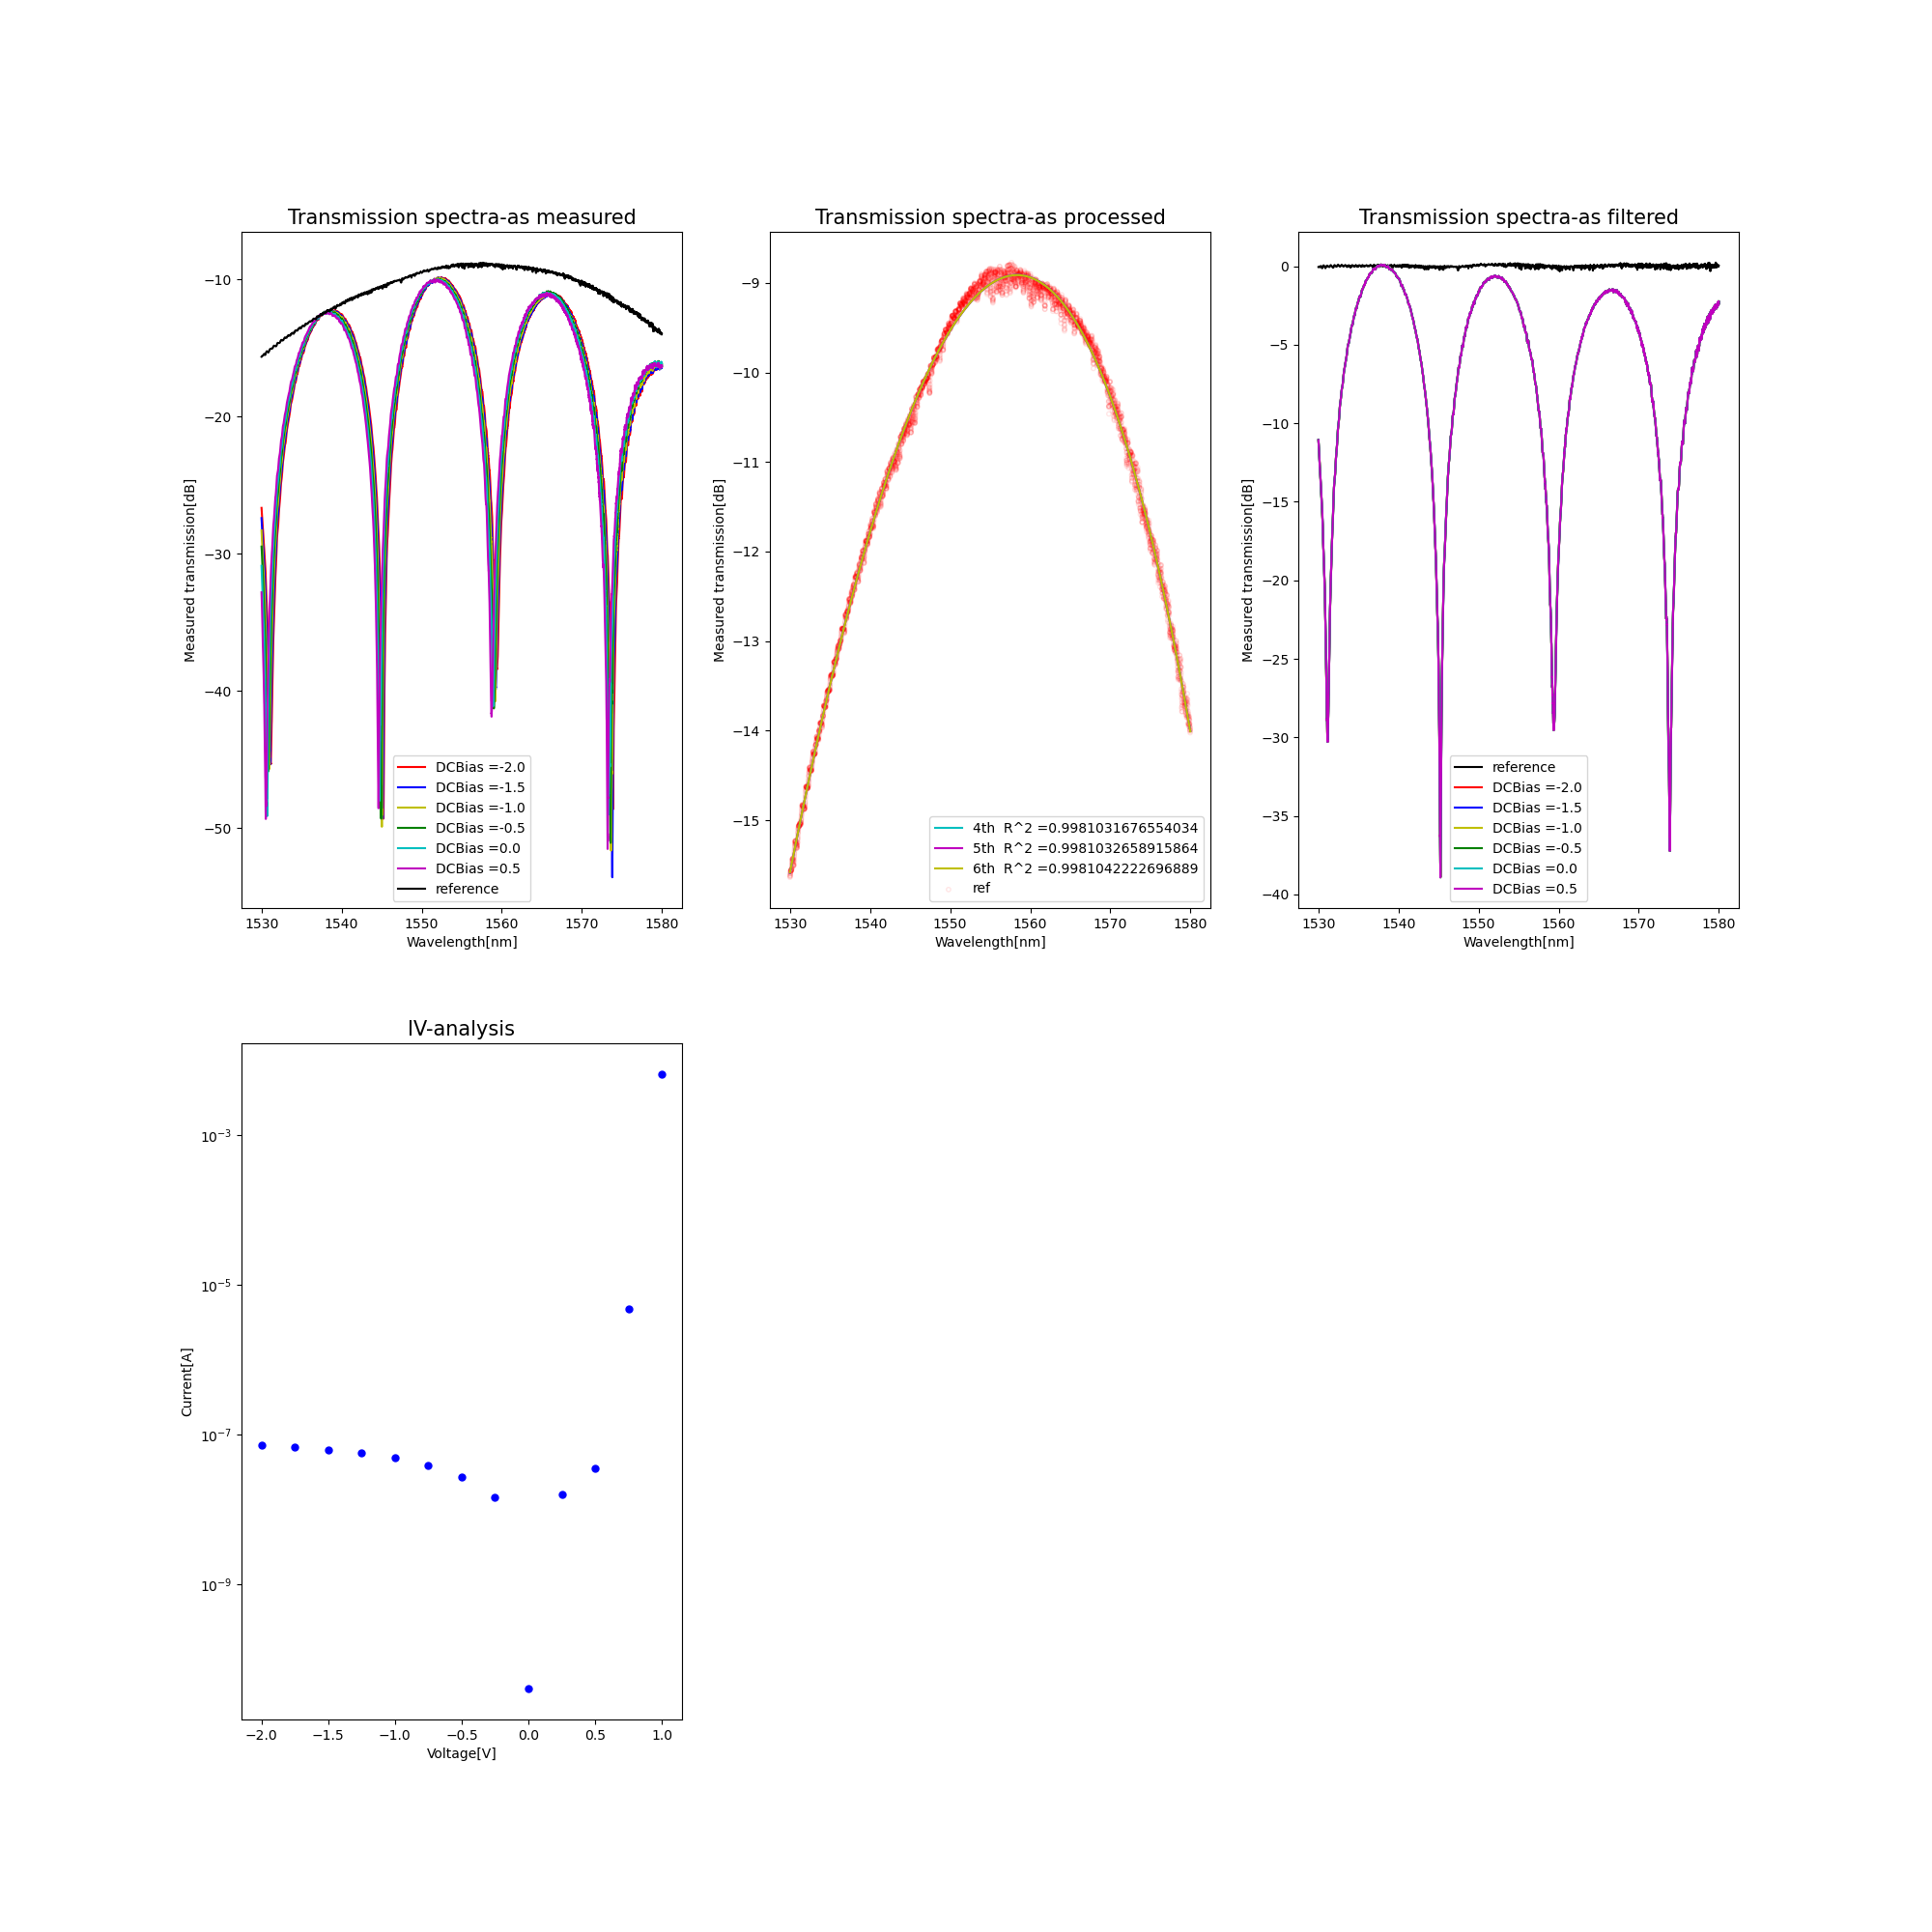 Transmission spectra-as measured
Measured transmission[dB]
−10
−20
−30
−40
−50
DCBias =-2.0
DCBias =-1.5
DCBias =-1.0
DCBias =-0.5
DCBias =0.0
DCBias =0.5
reference
1530 1540 1550 1560 1570 1580
Wavelength[nm]
Transmission spectra-as processed
Measured transmission[dB]
−9
−10
−11
−12
−13
−14
−15
4th R^2 =0.9981031676554034
5th R^2 =0.9981032658915864
6th R^2 =0.9981042222696889
ref
1530 1540 1550 1560 1570 1580
Wavelength[nm]
Transmission spectra-as filtered
Measured transmission[dB]
0
−5
−10
−15
−20
−25
−30
−35
−40
reference
DCBias =-2.0
DCBias =-1.5
DCBias =-1.0
DCBias =-0.5
DCBias =0.0
DCBias =0.5
1530 1540 1550 1560 1570 1580
Wavelength[nm]
IV-analysis
Current[A]
10⁻³
10⁻⁵
10⁻⁷
10⁻⁹
−2.0 −1.5 −1.0 −0.5 0.0 0.5 1.0
Voltage[V]